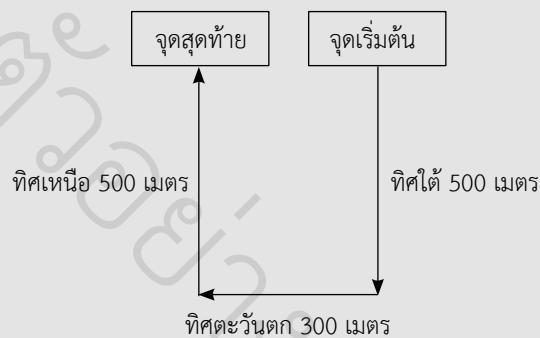 จุดสุดท้าย
จุดเริ่มต้น
ทิศเหนือ 500 เมตร
ทิศใต้ 500 เมตร
ทิศตะวันตก 300 เมตร